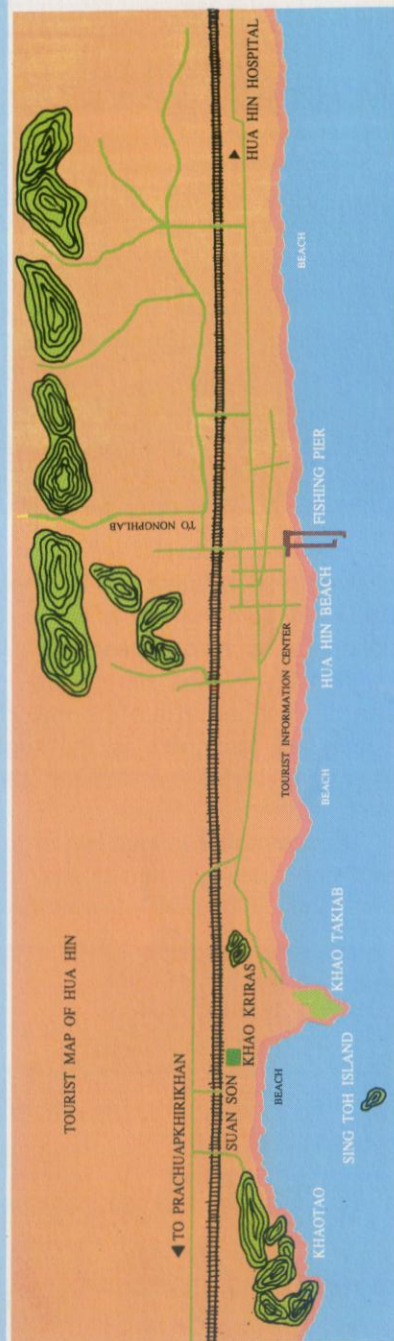 TOURIST MAP OF HUA HIN
TO PRACHUAPKHIRIKHAN
SUAN SON
KHAO KRIRAS
BEACH
KHAOTAO
SING TOH ISLAND
KHAO TAKIAB
BEACH
TOURIST INFORMATION CENTER
HUA HIN BEACH
FISHING PIER
TO NONGPHLAB
BEACH
HUA HIN HOSPITAL